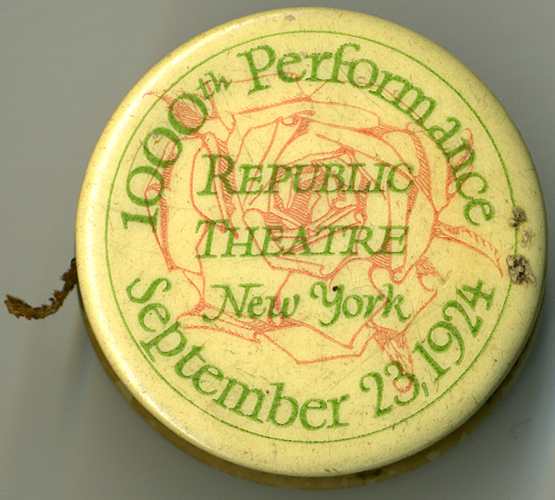 1000th Performance
REPUBLIC
THEATRE
New York
September 23, 1924